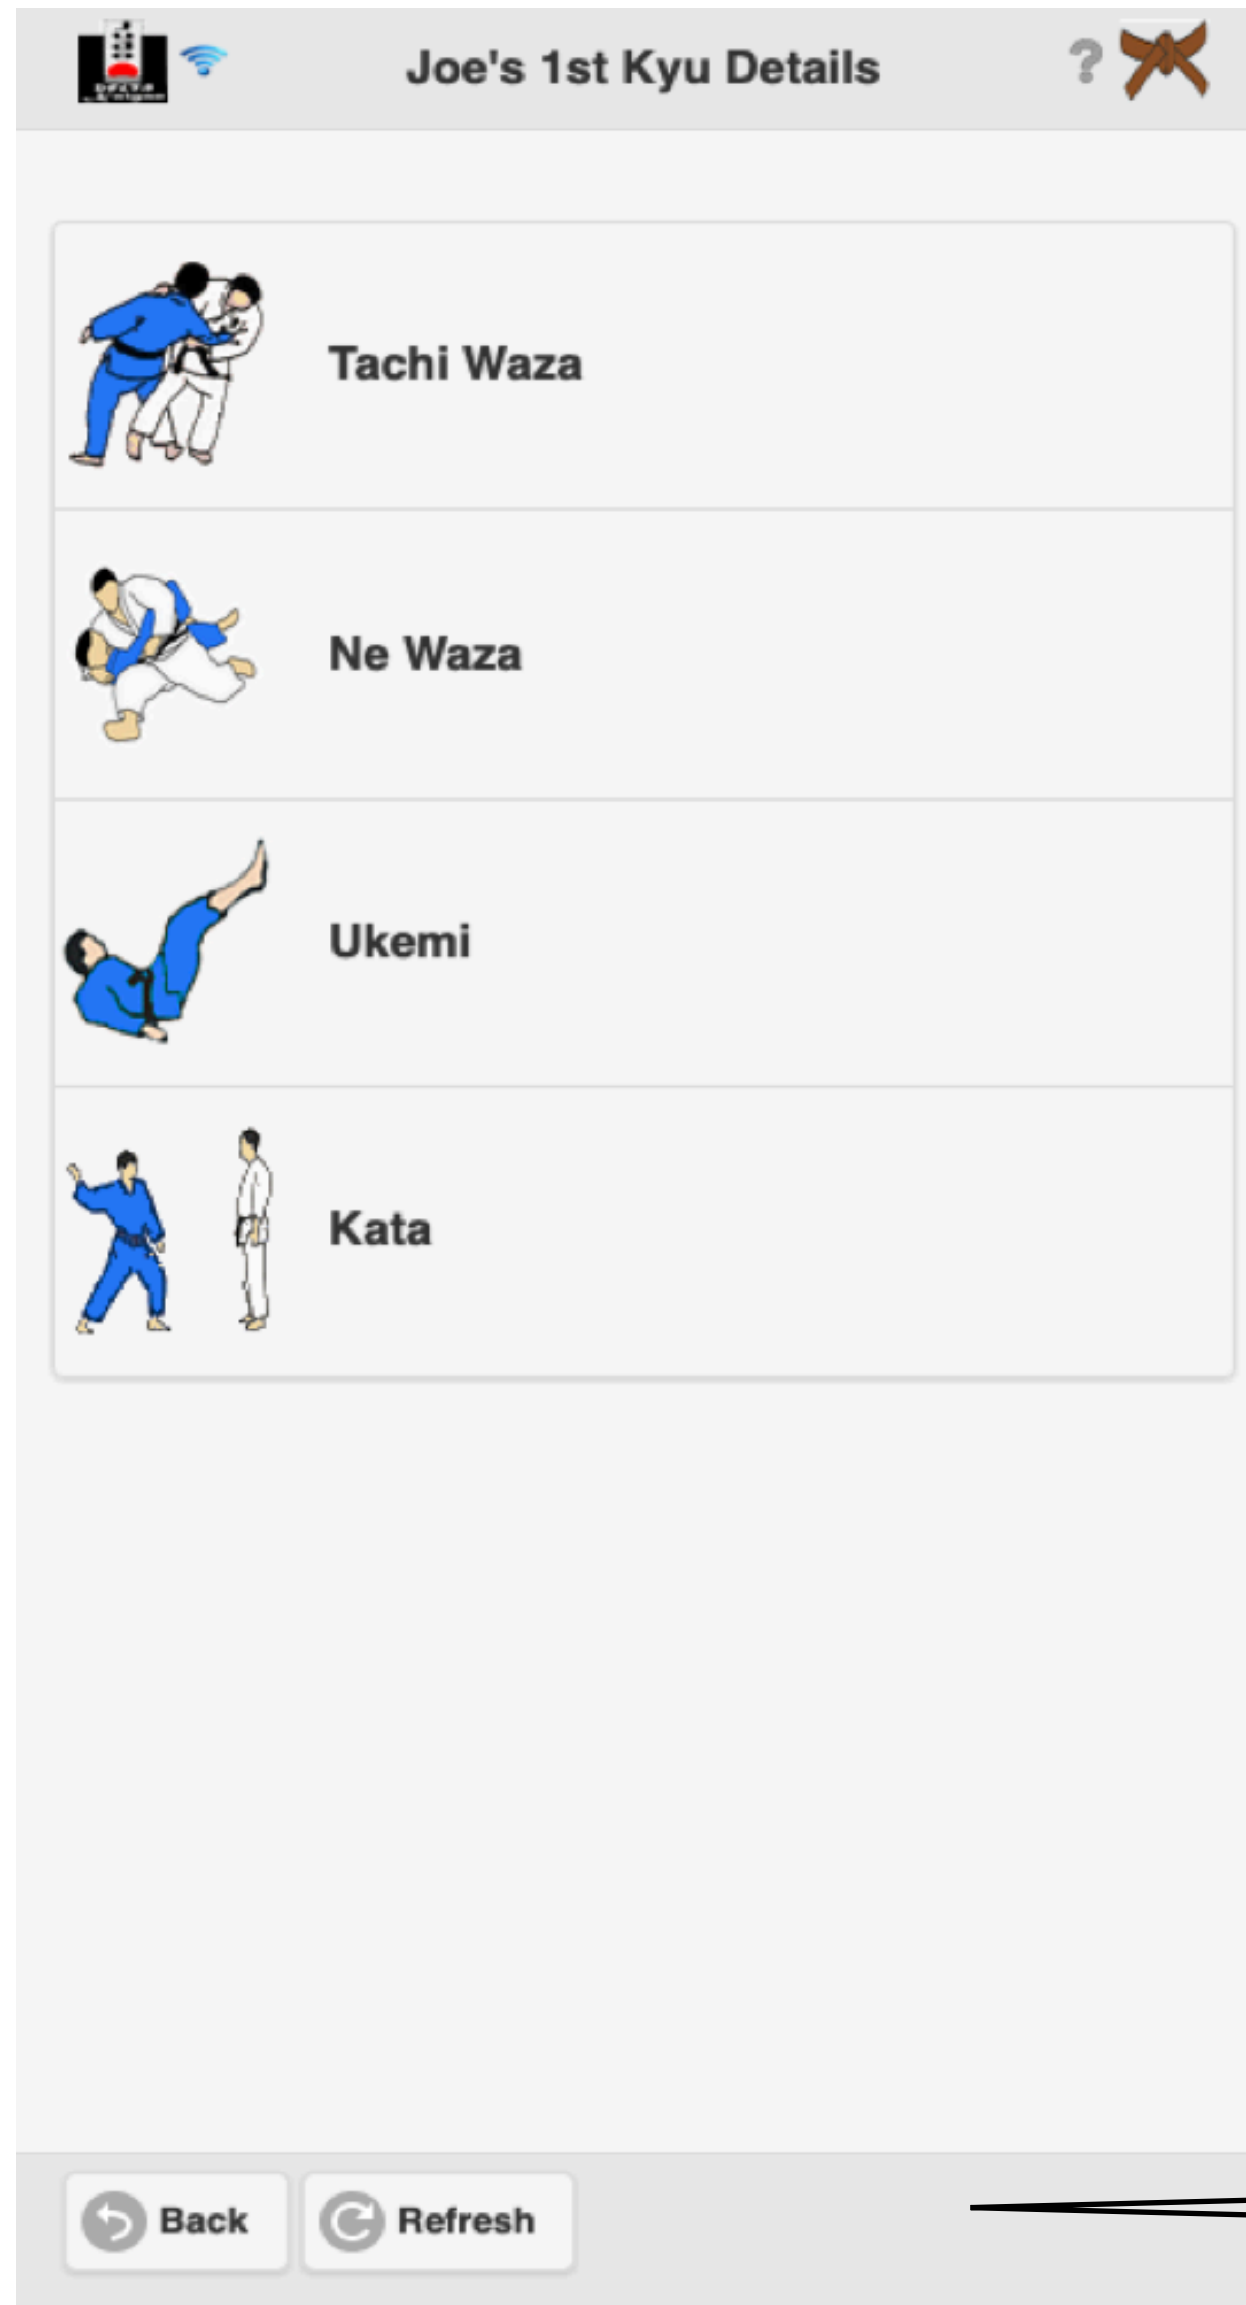 Joe's 1st Kyu Details
?
Tachi Waza
Ne Waza
Ukemi
Kata
Back
Refresh